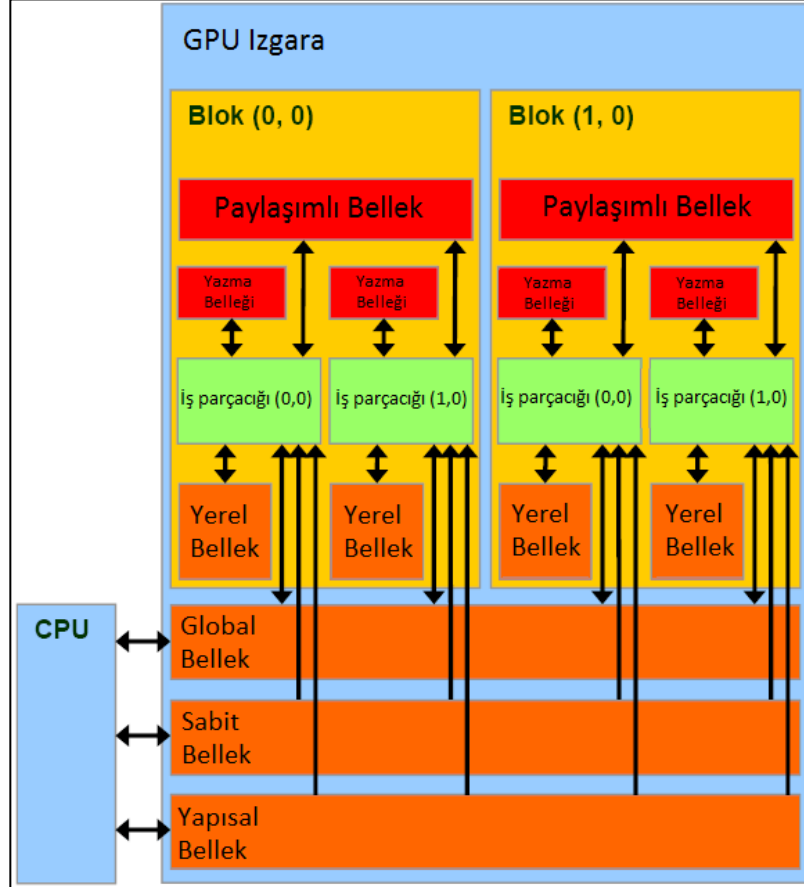 GPU Izgara
Blok (0, 0)
Blok (1, 0)
Paylaşımlı Bellek
Paylaşımlı Bellek
Yazma
Belleği
Yazma
Belleği
Yazma
Belleği
Yazma
Belleği
İş parçacığı (0,0)
İş parçacığı (1,0)
İş parçacığı (0,0)
İş parçacığı (1,0)
Yerel
Bellek
Yerel
Bellek
Yerel
Bellek
Yerel
Bellek
CPU
Global
Bellek
Sabit
Bellek
Yapısal
Bellek